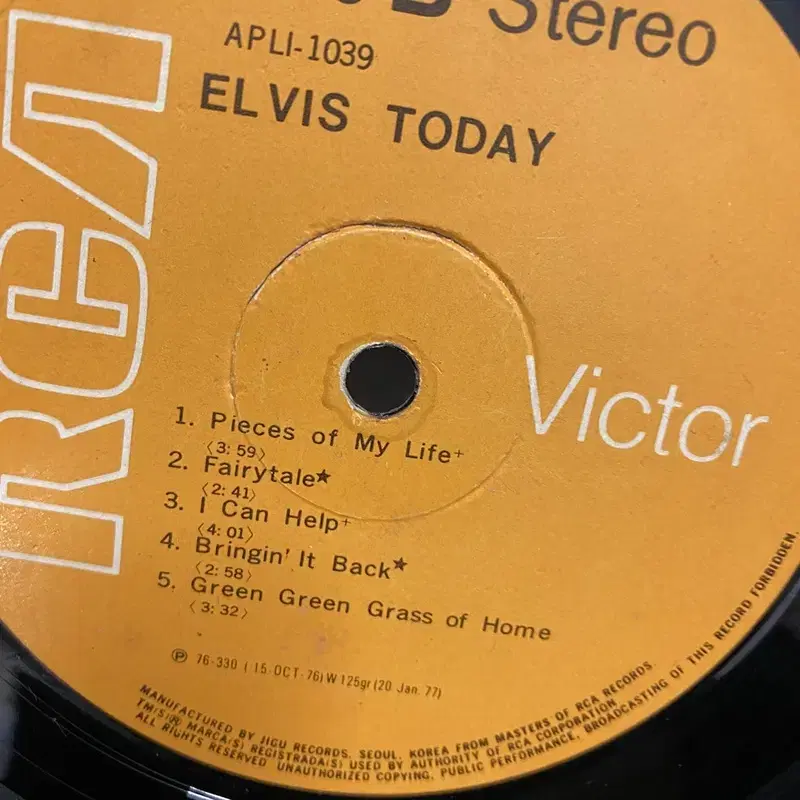 Stereo
APLI-1039
ELVIS TODAY
RCA
Victor
1. Pieces of My Life+
〈3: 59〉
2. Fairytale★
〈2: 41〉
3. I Can Help+
〈4: 01〉
4. Bringin' It Back★
〈2: 58〉
5. Green Green Grass of Home
〈3: 32〉
Ⓟ 76-330 (15·OCT·76) W 125gr (20 Jan. 77)
MANUFACTURED BY JIGU RECORDS. SEOUL. KOREA FROM MASTERS OF RCA RECORDS.
TM(S)® MARCA(S) REGISTRADA(S) USED BY AUTHORITY OF RCA CORPORATION.
ALL RIGHTS RESERVED UNAUTHORIZED COPYING, PUBLIC PERFORMANCE, BROADCASTING OF THIS RECORD FORBIDDEN.